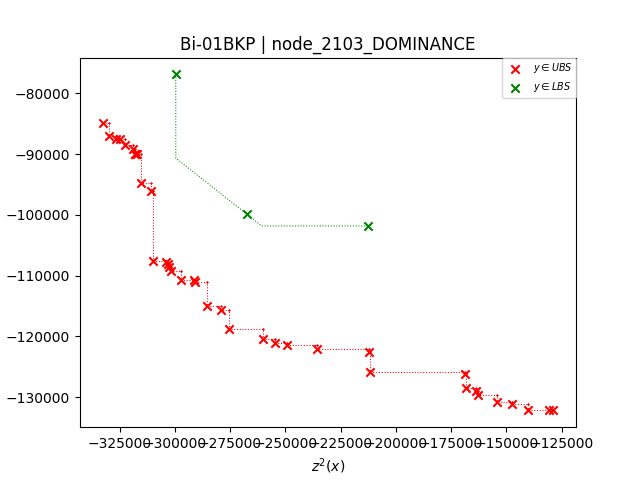 Bi-01BKP | node_2103_DOMINANCE
y ∈ UBS
y ∈ LBS
−80000
−90000
−100000
−110000
−120000
−130000
−325000 −300000 −275000 −250000 −225000 −200000 −175000 −150000 −125000
z²(x)